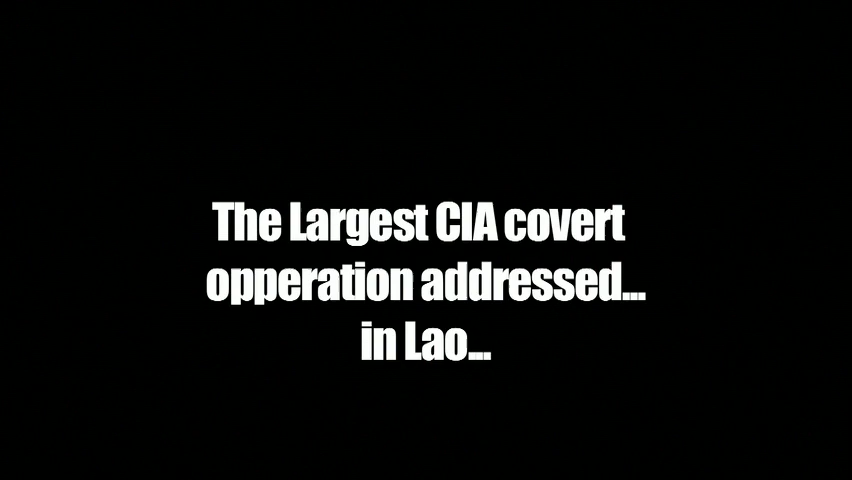 The Largest CIA covert
opperation addressed...
in Lao...